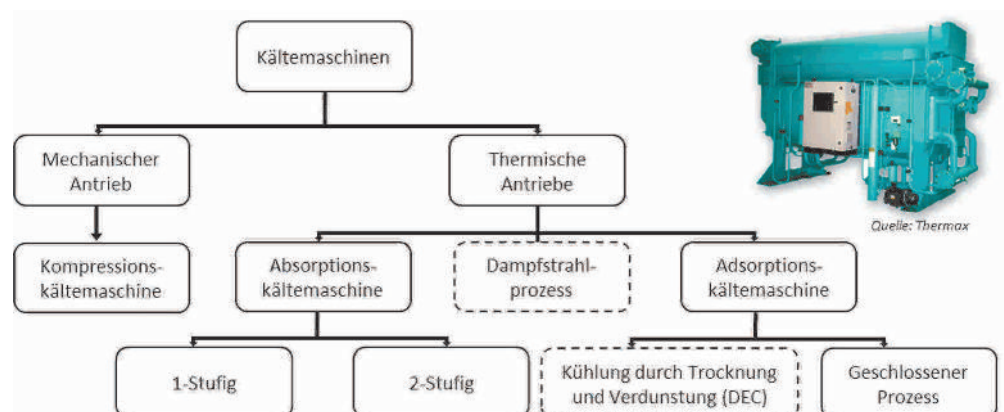 Kältemaschinen
Mechanischer
Antrieb
Thermische
Antriebe
Quelle: Thermax
Kompressions-
kältemaschine
Absorptions-
kältemaschine
Dampfstrahl-
prozess
Adsorptions-
kältemaschine
1-Stufig
2-Stufig
Kühlung durch Trocknung
und Verdunstung (DEC)
Geschlossener
Prozess